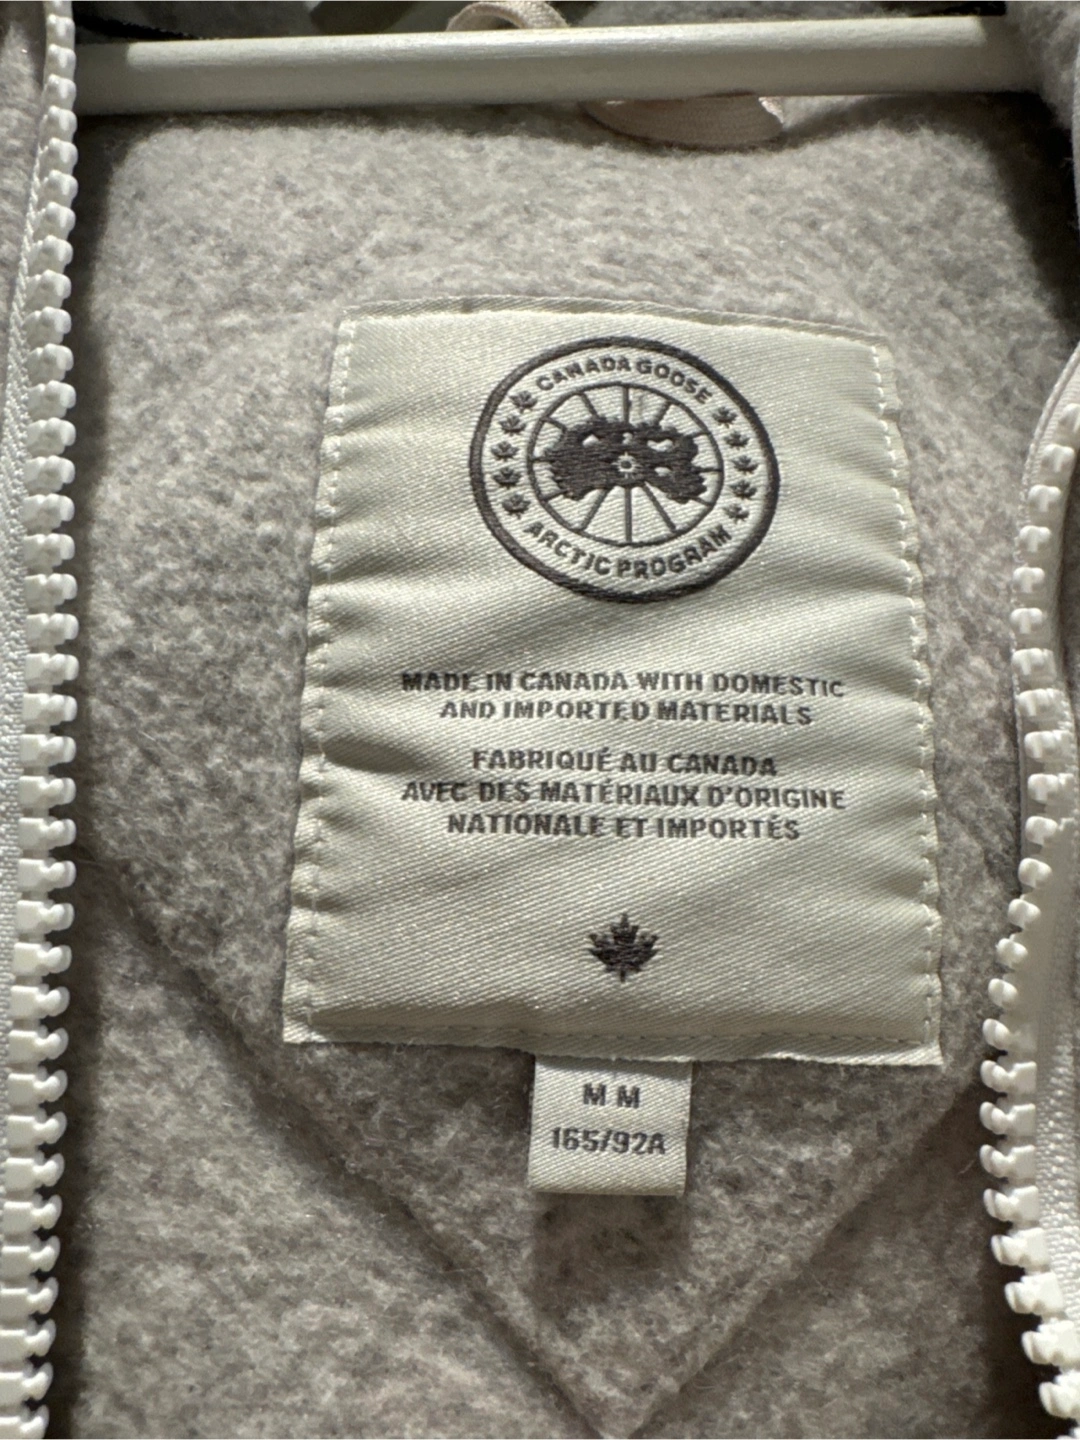 CANADA GOOSE
ARCTIC PROGRAM
MADE IN CANADA WITH DOMESTIC
AND IMPORTED MATERIALS
FABRIQUÉ AU CANADA
AVEC DES MATÉRIAUX D'ORIGINE
NATIONALE ET IMPORTÉS
M M
165/92A